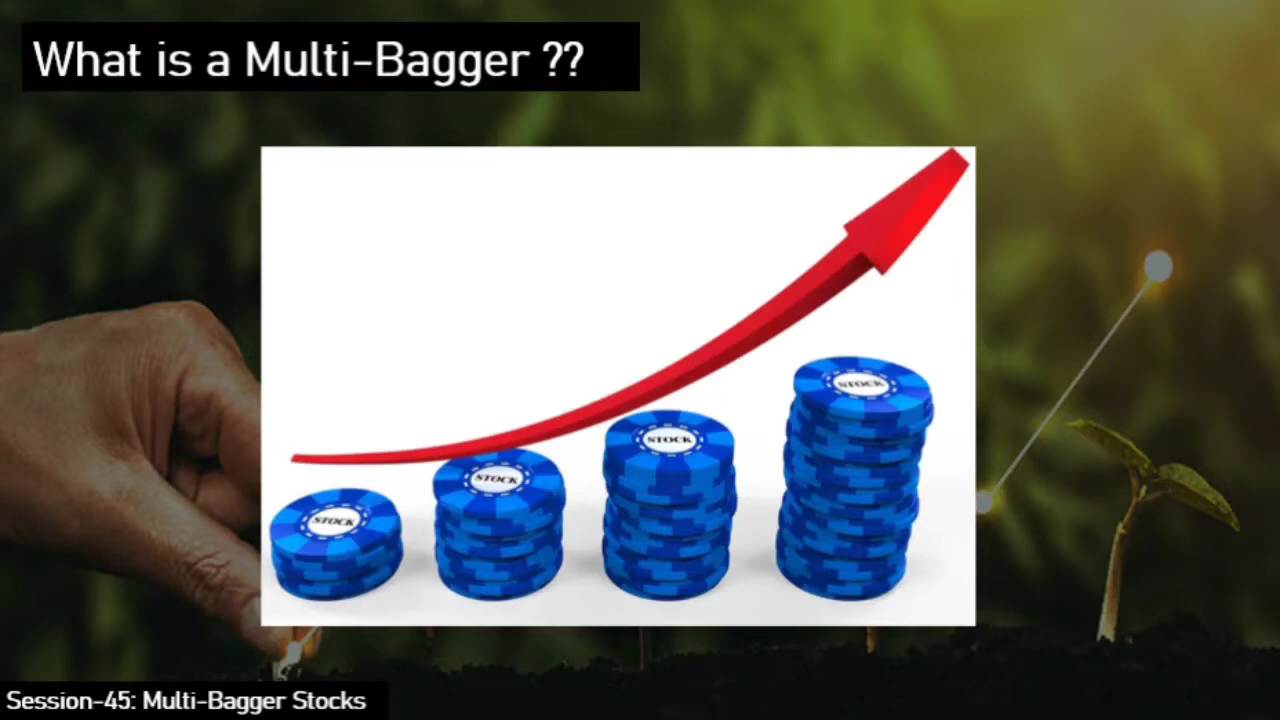 What is a Multi-Bagger ??
STOCK
STOCK
STOCK
STOCK
Session-45: Multi-Bagger Stocks